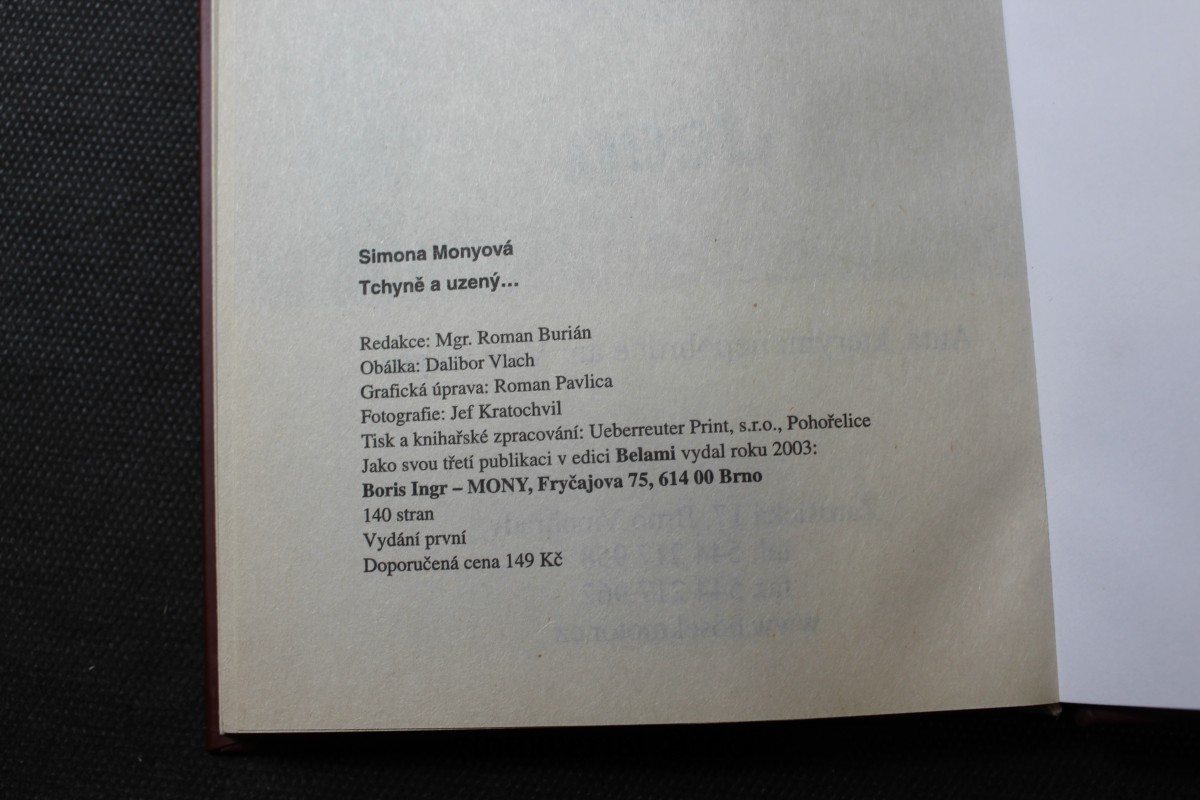 Simona Monyová
Tchyně a uzený...
Redakce: Mgr. Roman Burián
Obálka: Dalibor Vlach
Grafická úprava: Roman Pavlica
Fotografie: Jef Kratochvil
Tisk a knihařské zpracování: Ueberreuter Print, s.r.o., Pohořelice
Jako svou třetí publikaci v edici Belami vydal roku 2003:
Boris Ingr – MONY, Fryčajova 75, 614 00 Brno
140 stran
Vydání první
Doporučená cena 149 Kč